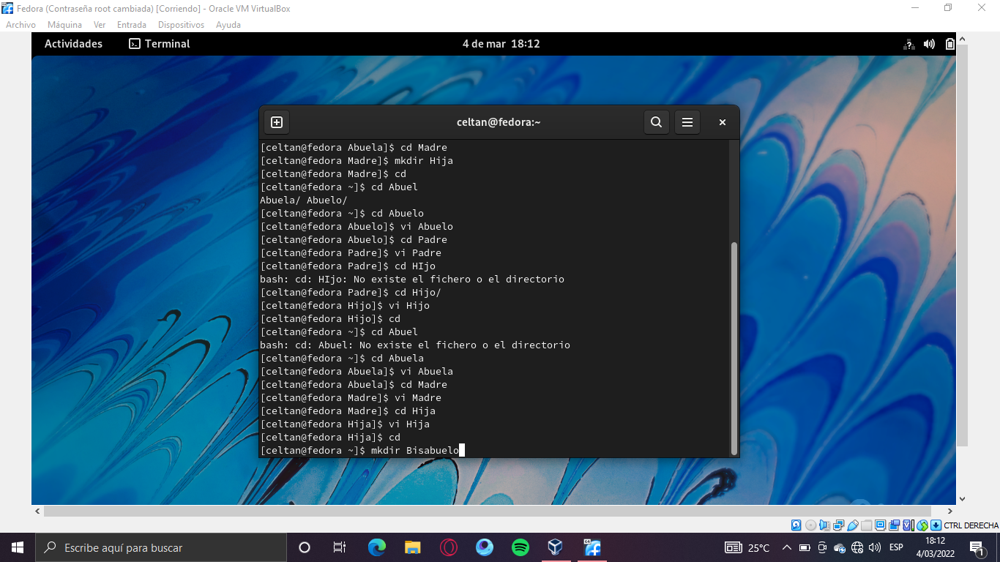 Fedora (Contraseña root cambiada) [Corriendo] - Oracle VM VirtualBox
Archivo Máquina Ver Entrada Dispositivos Ayuda
Actividades Terminal 4 de mar 18:12
celtan@fedora:~
[celtan@fedora Abuela]$ cd Madre
[celtan@fedora Madre]$ mkdir Hija
[celtan@fedora Madre]$ cd
[celtan@fedora ~]$ cd Abuel
Abuela/ Abuelo/
[celtan@fedora ~]$ cd Abuelo
[celtan@fedora Abuelo]$ vi Abuelo
[celtan@fedora Abuelo]$ cd Padre
[celtan@fedora Padre]$ vi Padre
[celtan@fedora Padre]$ cd HIjo
bash: cd: HIjo: No existe el fichero o el directorio
[celtan@fedora Padre]$ cd Hijo/
[celtan@fedora Hijo]$ vi Hijo
[celtan@fedora Hijo]$ cd
[celtan@fedora ~]$ cd Abuel
bash: cd: Abuel: No existe el fichero o el directorio
[celtan@fedora ~]$ cd Abuela
[celtan@fedora Abuela]$ vi Abuela
[celtan@fedora Abuela]$ cd Madre
[celtan@fedora Madre]$ vi Madre
[celtan@fedora Madre]$ cd Hija
[celtan@fedora Hija]$ vi Hija
[celtan@fedora Hija]$ cd
[celtan@fedora ~]$ mkdir Bisabuelo
CTRL DERECHA
Escribe aquí para buscar
25°C
ESP
18:12
4/03/2022
1